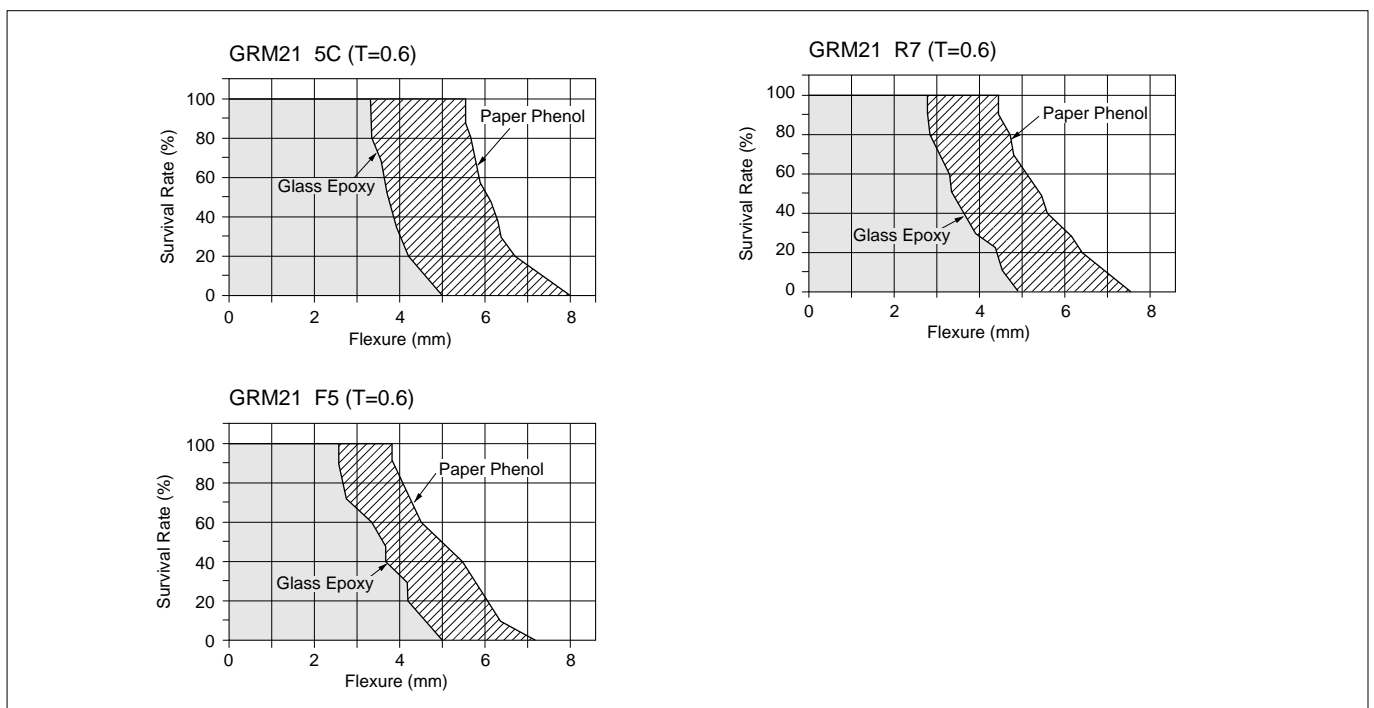 GRM21 5C (T=0.6)
Survival Rate (%)
100
80
60
40
20
0
Paper Phenol
Glass Epoxy
0 2 4 6 8
Flexure (mm)
GRM21 R7 (T=0.6)
Survival Rate (%)
100
80
60
40
20
0
Paper Phenol
Glass Epoxy
0 2 4 6 8
Flexure (mm)
GRM21 F5 (T=0.6)
Survival Rate (%)
100
80
60
40
20
0
Paper Phenol
Glass Epoxy
0 2 4 6 8
Flexure (mm)